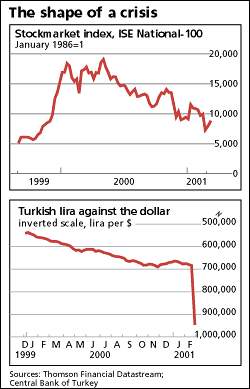 The shape of a crisis
Stockmarket index, ISE National-100
January 1986=1
20,000
15,000
10,000
5,000
0
1999 2000 2001
Turkish lira against the dollar
inverted scale, lira per $
500,000
600,000
700,000
800,000
900,000
1,000,000
D J F M A M J J A S O N D J F
1999 2000 2001
Sources: Thomson Financial Datastream;
Central Bank of Turkey